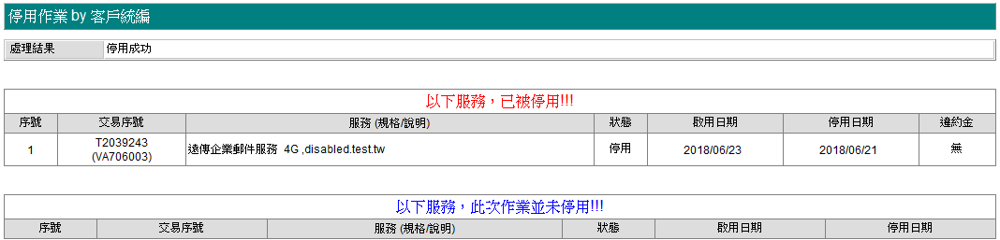 停用作業 by 客戶統編
處理結果 停用成功
以下服務，已被停用!!!
序號 交易序號 服務 (規格/說明) 狀態 啟用日期 停用日期 違約金
1 T2039243 (VA706003) 遠傳企業郵件服務 4G ,disabled.test.tw 停用 2018/06/23 2018/06/21 無
以下服務，此次作業並未停用!!!
序號 交易序號 服務 (規格/說明) 狀態 啟用日期 停用日期